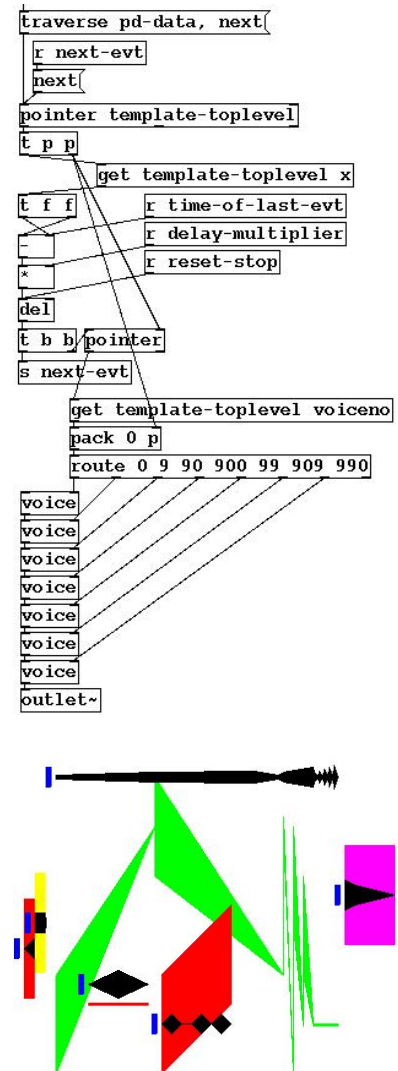 traverse pd-data, next
r next-evt
next
pointer template-toplevel
t p p
get template-toplevel x
t f f
r time-of-last-evt
-
r delay-multiplier
*
r reset-stop
del
t b b
pointer
s next-evt
get template-toplevel voiceno
pack 0 p
route 0 9 90 900 99 909 990
voice
voice
voice
voice
voice
voice
voice
outlet~